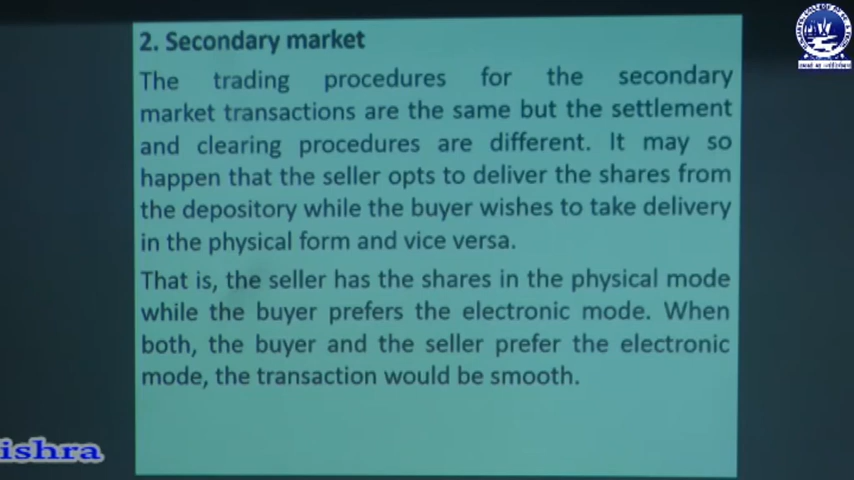 2. Secondary market
The trading procedures for the secondary
market transactions are the same but the settlement
and clearing procedures are different. It may so
happen that the seller opts to deliver the shares from
the depository while the buyer wishes to take delivery
in the physical form and vice versa.
That is, the seller has the shares in the physical mode
while the buyer prefers the electronic mode. When
both, the buyer and the seller prefer the electronic
mode, the transaction would be smooth.
ishra